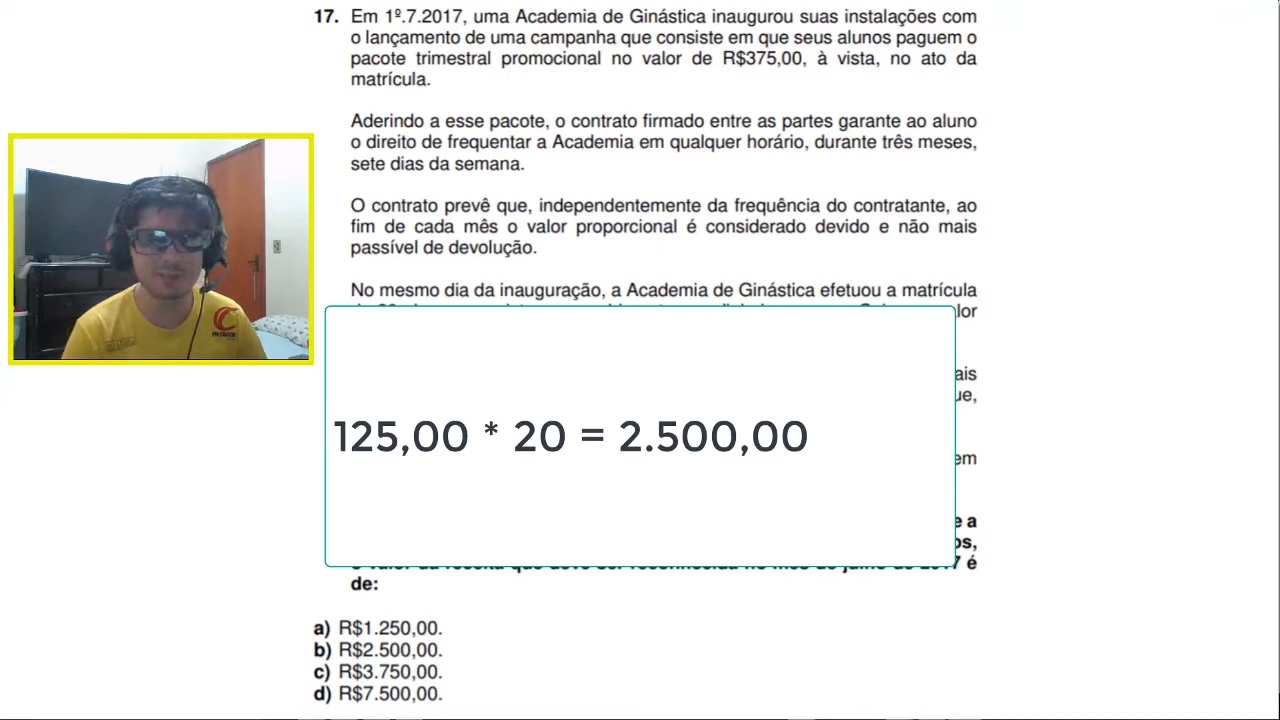 17. Em 1º.7.2017, uma Academia de Ginástica inaugurou suas instalações com
o lançamento de uma campanha que consiste em que seus alunos paguem o
pacote trimestral promocional no valor de R$375,00, à vista, no ato da
matrícula.
Aderindo a esse pacote, o contrato firmado entre as partes garante ao aluno
o direito de frequentar a Academia em qualquer horário, durante três meses,
sete dias da semana.
O contrato prevê que, independentemente da frequência do contratante, ao
fim de cada mês o valor proporcional é considerado devido e não mais
passível de devolução.
No mesmo dia da inauguração, a Academia de Ginástica efetuou a matrícula
125,00 * 20 = 2.500,00
em
e a
de:
a) R$1.250,00.
b) R$2.500,00.
c) R$3.750,00.
d) R$7.500,00.